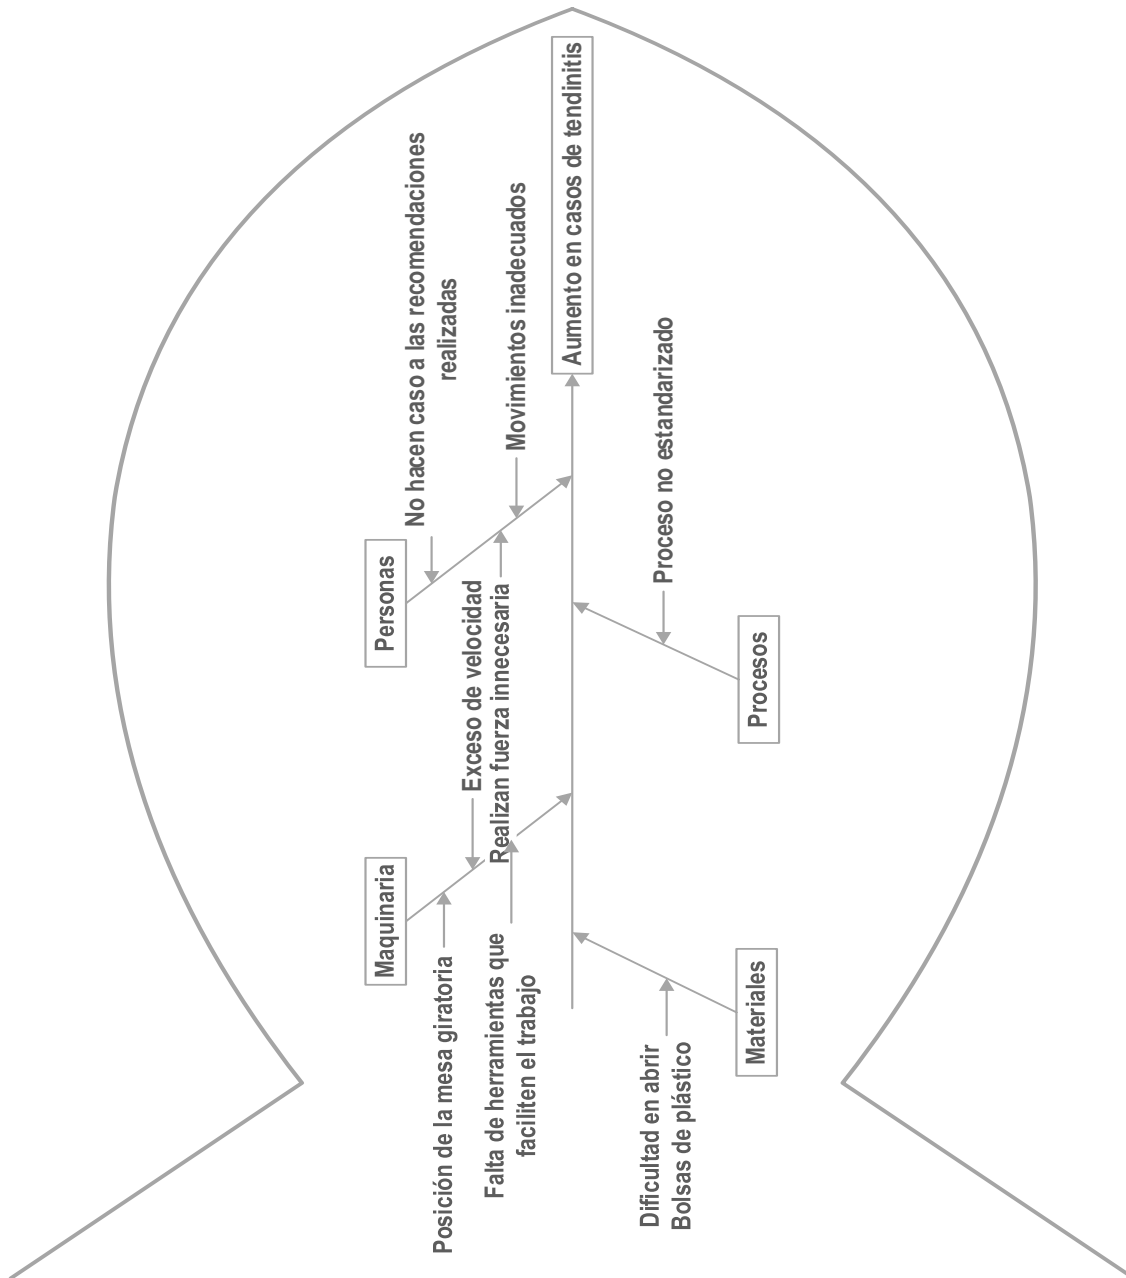 Maquinaria
Personas
Posición de la mesa giratoria
Exceso de velocidad
No hacen caso a las recomendaciones
realizadas
Falta de herramientas que
faciliten el trabajo
Realizan fuerza innecesaria
Movimientos inadecuados
Aumento en casos de tendinitis
Dificultad en abrir
Bolsas de plástico
Proceso no estandarizado
Materiales
Procesos